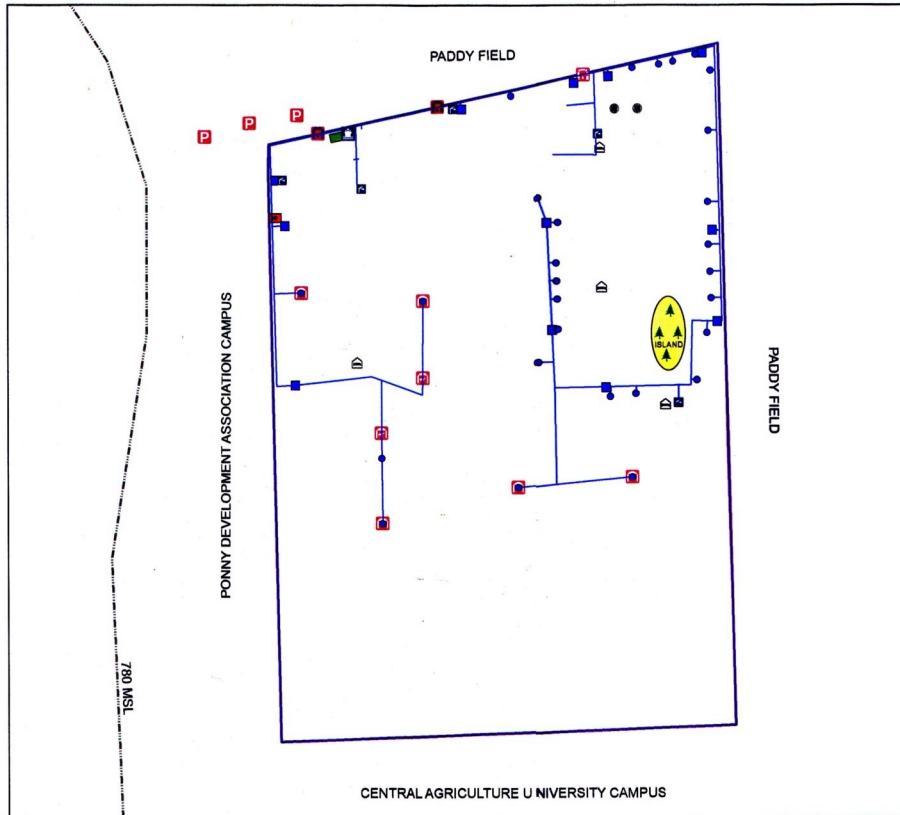 PADDY FIELD
P
P
P
PONNY DEVELOPMENT ASSOCIATION CAMPUS
ISLAND
PADDY FIELD
780 MSL
CENTRAL AGRICULTURE U NIVERSITY CAMPUS